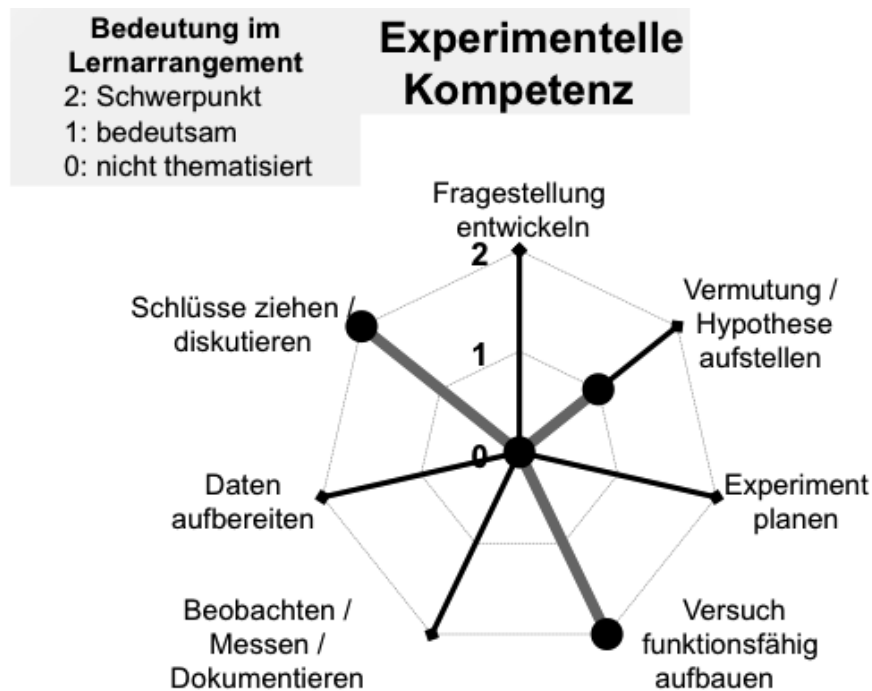 Bedeutung im
Lernarrangement
2: Schwerpunkt
1: bedeutsam
0: nicht thematisiert
Experimentelle
Kompetenz
Fragestellung
entwickeln
2
Vermutung /
Hypothese
aufstellen
Schlüsse ziehen /
diskutieren
1
0
Daten
aufbereiten
Experiment
planen
Beobachten /
Messen /
Dokumentieren
Versuch
funktionsfähig
aufbauen